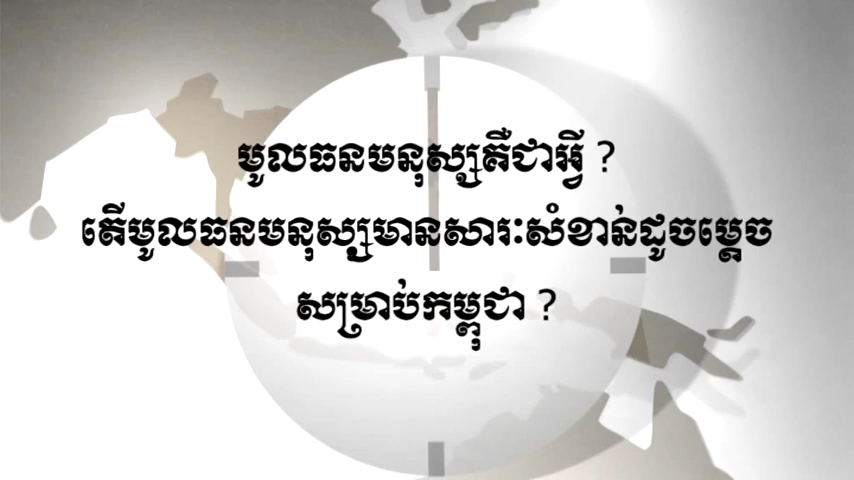 មូលធនមនុស្សគឺជាអ្វី ?
តើមូលធនមនុស្សមានសារៈសំខាន់ដូចម្ដេច
សម្រាប់កម្ពុជា ?